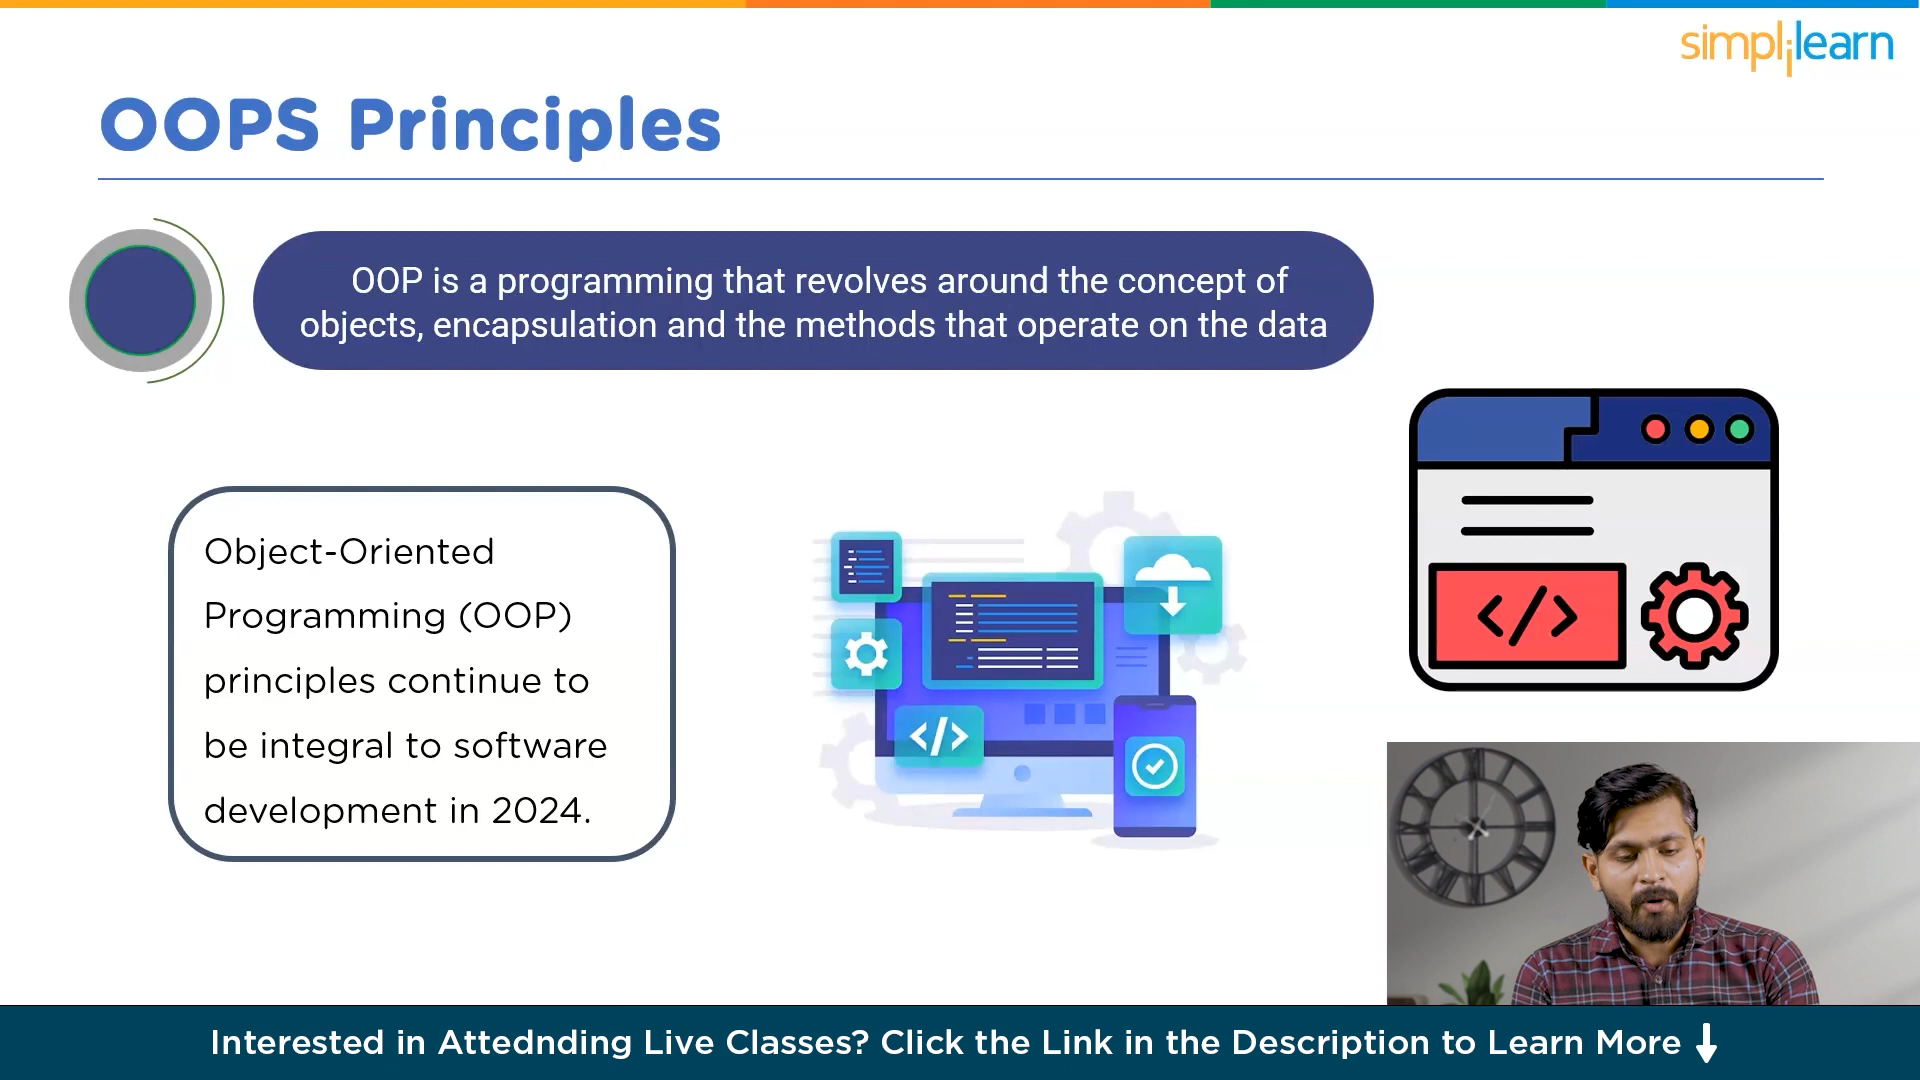 simplilearn
OOPS Principles
OOP is a programming that revolves around the concept of
objects, encapsulation and the methods that operate on the data
Object-Oriented
Programming (OOP)
principles continue to
be integral to software
development in 2024.
</>
</>
Interested in Attednding Live Classes? Click the Link in the Description to Learn More